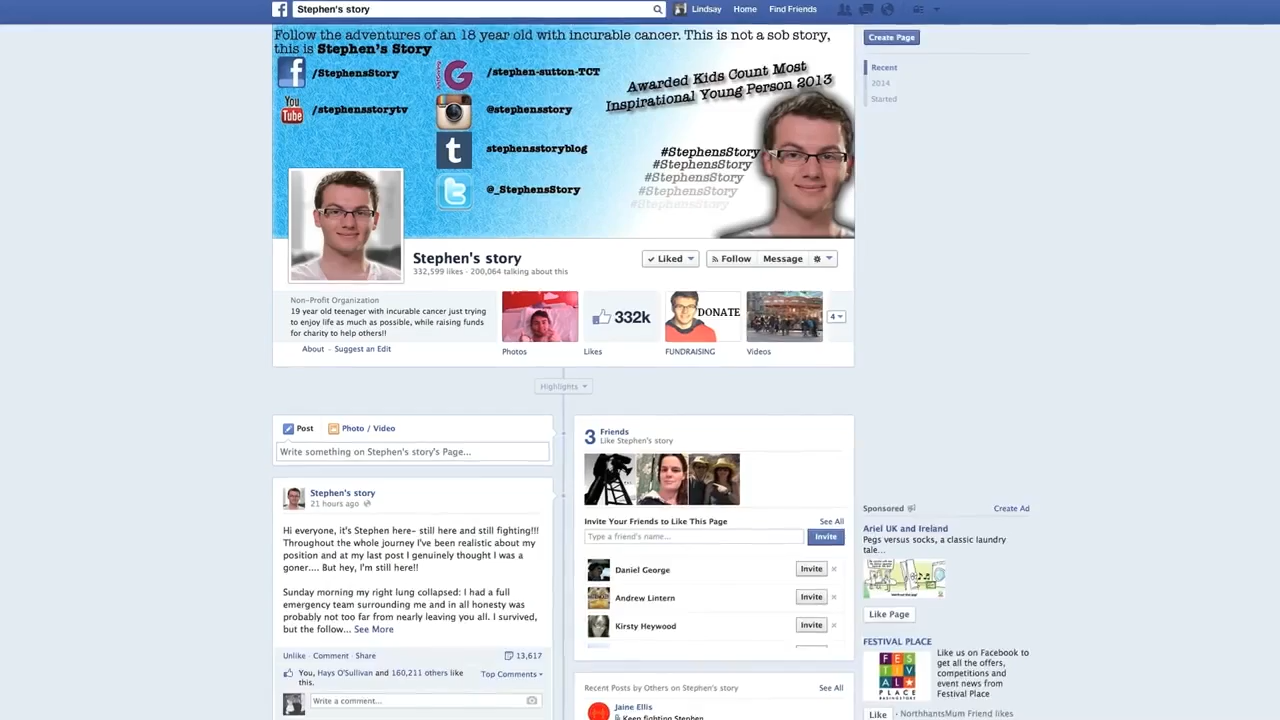 Stephen's story
Lindsay
Home
Find Friends
Follow the adventures of an 18 year old with incurable cancer. This is not a sob story,
this is Stephen's Story
/StephensStory
/stephen-sutton-TCT
You
Tube
/stephensstorytv
@stephensstory
stephensstoryblog
@_StephensStory
Awarded Kids Count Most
Inspirational Young Person 2013
#StephensStory
#StephensStory
#StephensStory
#StephensStory
#StephensStory
Create Page
Recent
2014
Started
Stephen's story
332,599 likes · 200,064 talking about this
Liked
Follow
Message
Non-Profit Organization
19 year old teenager with incurable cancer just trying
to enjoy life as much as possible, while raising funds
for charity to help others!!
About · Suggest an Edit
332k
DONATE
4
Photos
Likes
FUNDRAISING
Videos
Highlights
Post
Photo / Video
Write something on Stephen's story's Page...
Stephen's story
21 hours ago
Hi everyone, it's Stephen here- still here and still fighting!!!
Throughout the whole journey I've been realistic about my
position and at my last post I genuinely thought I was a
goner.... But hey, I'm still here!!
Sunday morning my right lung collapsed: I had a full
emergency team surrounding me and in all honesty was
probably not too far from nearly leaving you all. I survived,
but the follow... See More
Unlike · Comment · Share
13,617
You, Hays O'Sullivan and 160,211 others like
this.
Top Comments
Write a comment...
3 Friends
Like Stephen's story
Invite Your Friends to Like This Page
See All
Type a friend's name...
Invite
Daniel George
Invite
Andrew Lintern
Invite
Kirsty Heywood
Invite
Recent Posts by Others on Stephen's story
See All
Jaine Ellis
Keep fighting Stephen
Sponsored
Create Ad
Ariel UK and Ireland
Pegs versus socks, a classic laundry
tale...
Like Page
FESTIVAL PLACE
FESTIVAL
PLACE
Like us on Facebook to
get all the offers,
competitions and
event news from
Festival Place
Like · NorthhantsMum Friend likes